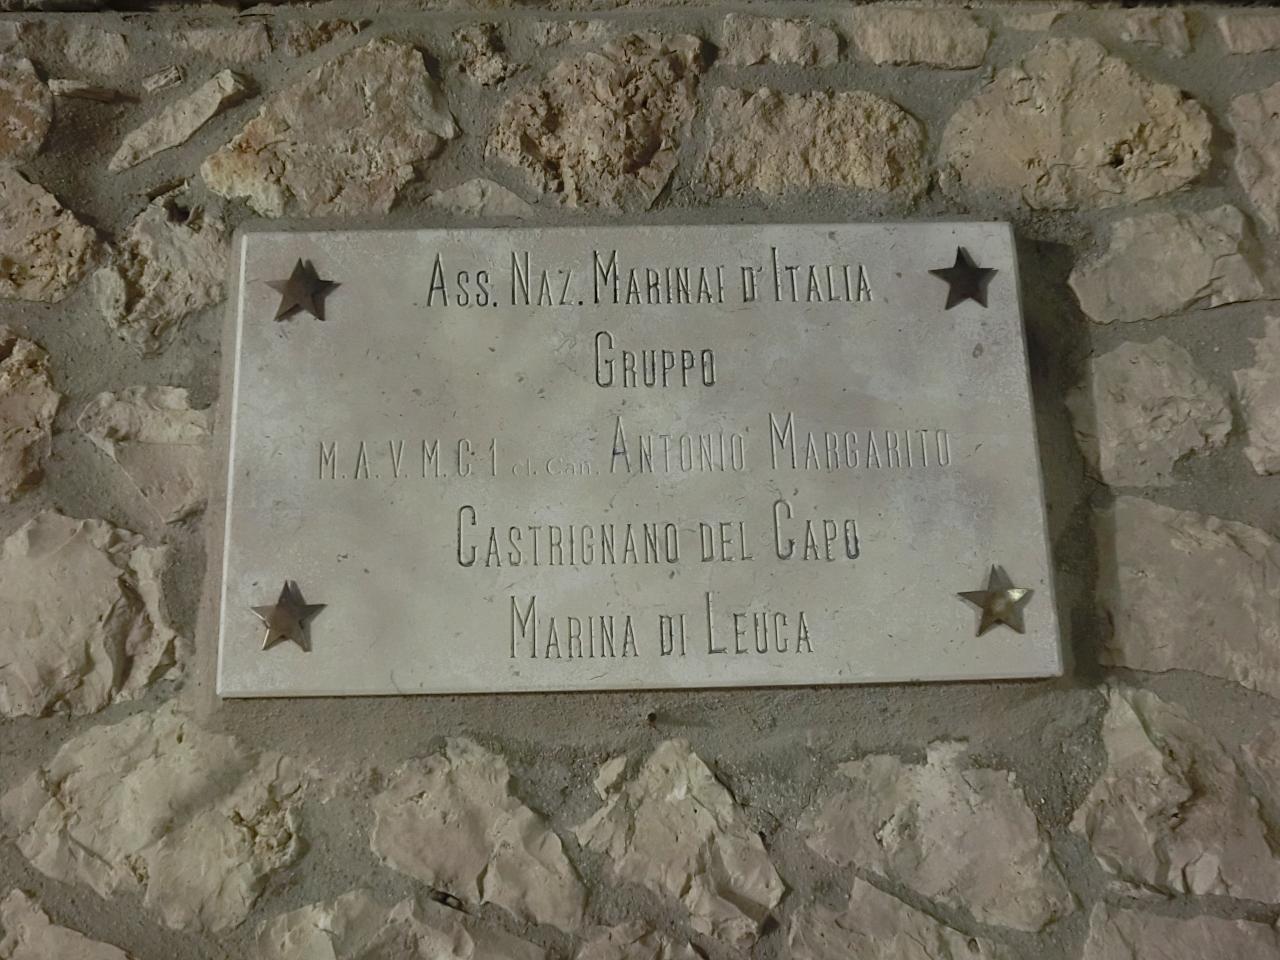 Ass. Naz. Marinai d'Italia
Gruppo
M.A.V.M.C. 1 cl. Can. Antonio Margarito
Castrignano del Capo
Marina di Leuca